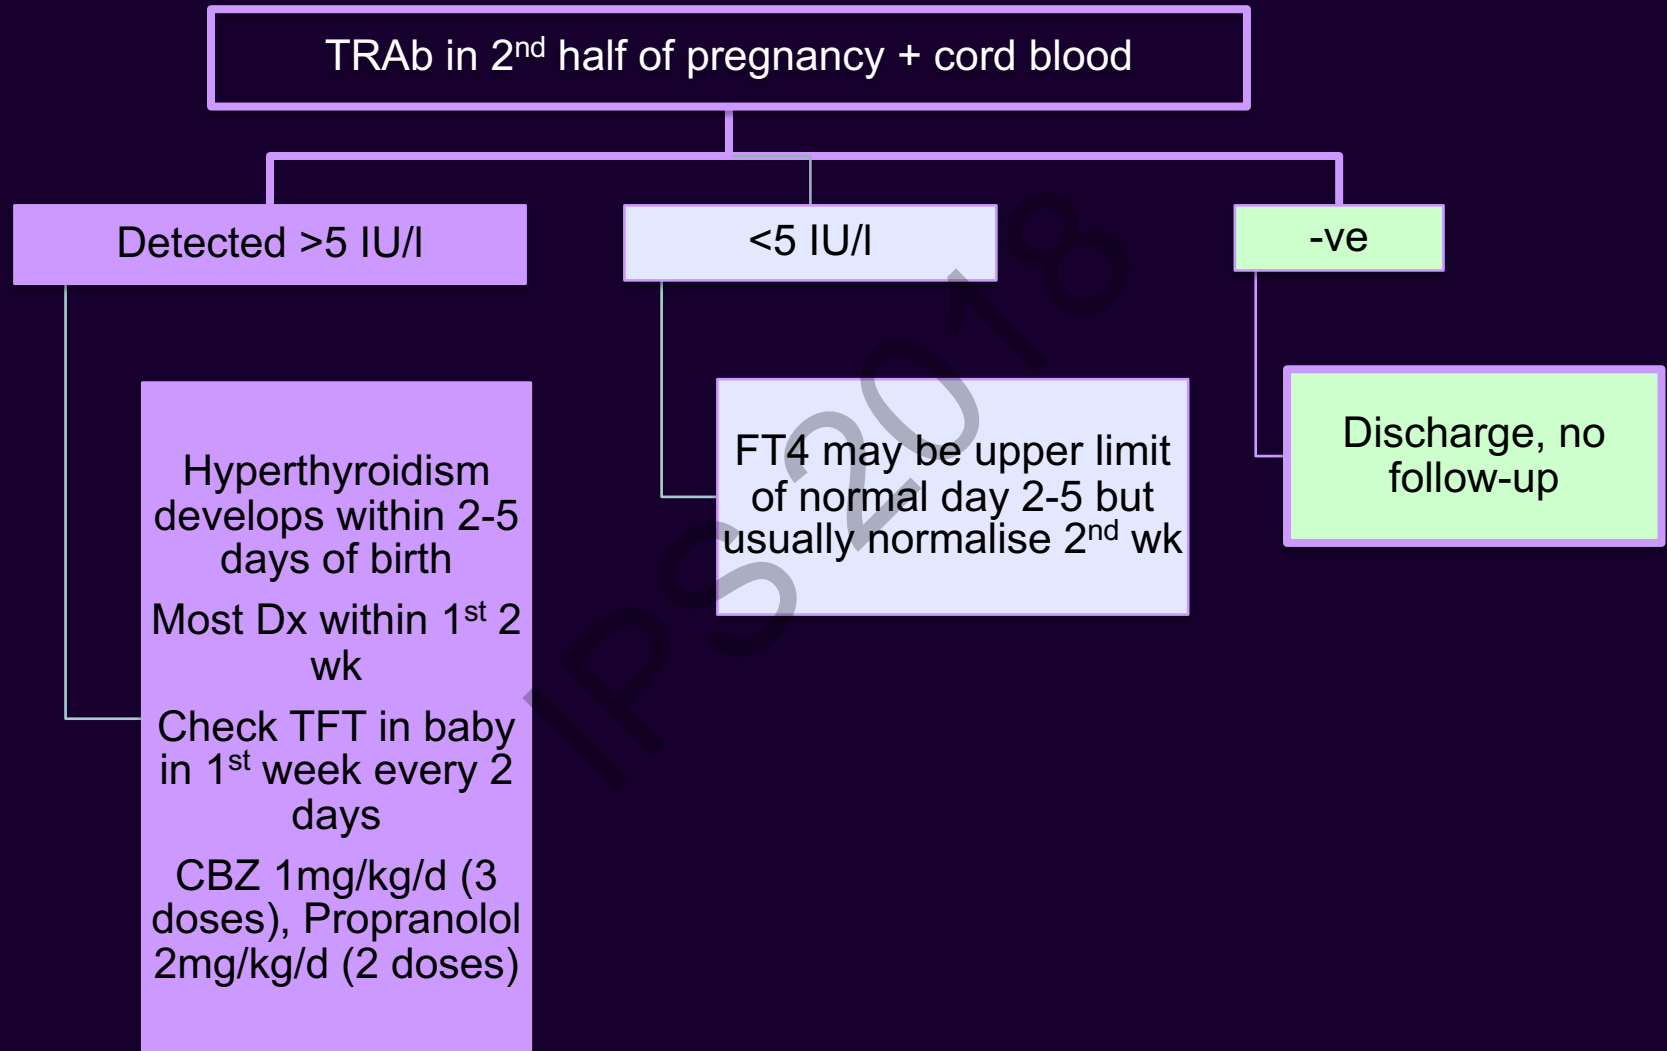 TRAb in 2nd half of pregnancy + cord blood
Detected >5 IU/l
<5 IU/l
-ve
Hyperthyroidism
develops within 2-5
days of birth
Most Dx within 1st 2
wk
Check TFT in baby
in 1st week every 2
days
CBZ 1mg/kg/d (3
doses), Propranolol
2mg/kg/d (2 doses)
FT4 may be upper limit
of normal day 2-5 but
usually normalise 2nd wk
Discharge, no
follow-up
IPS 2018